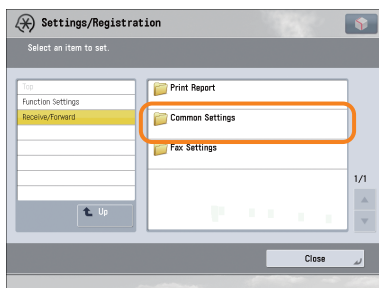 Settings/Registration
Select an item to set.
Top
Function Settings
Receive/Forward
Up
Print Report
Common Settings
Fax Settings
1/1
Close